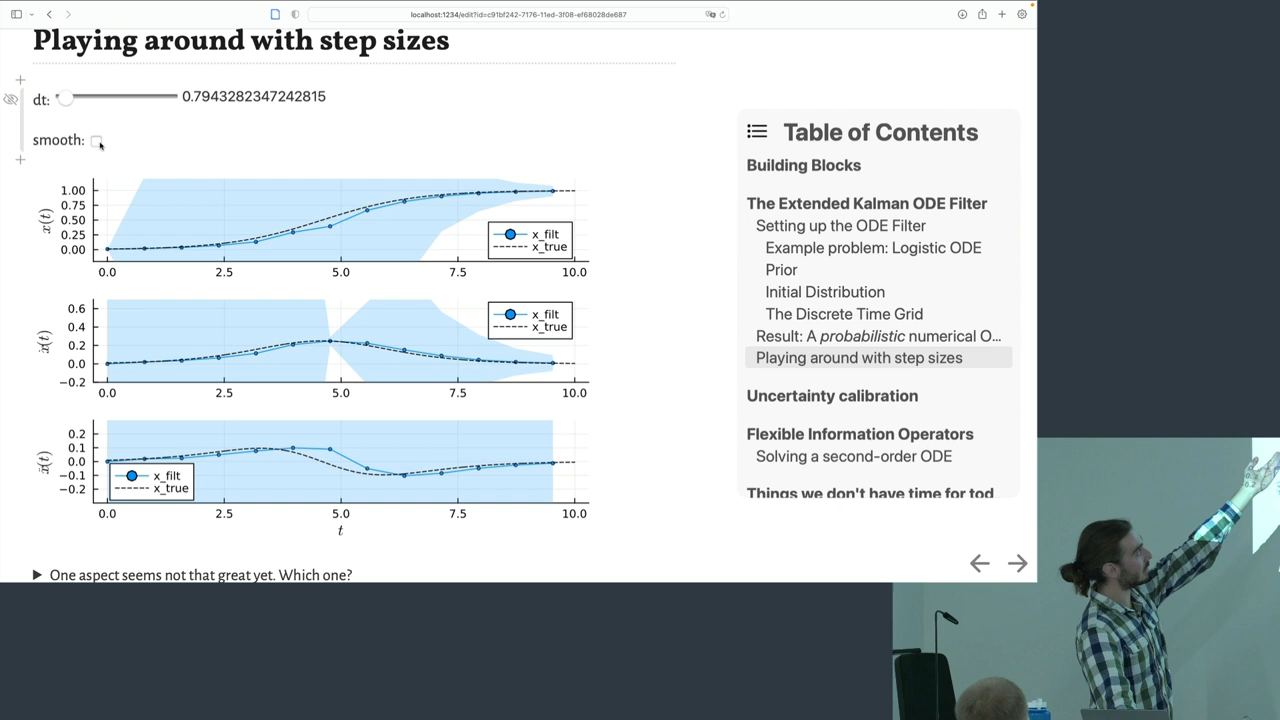 localhost:1234/edit?id=c91bf242-7176-11ed-3f08-ef68028de687
Playing around with step sizes
dt: 0.7943282347242815
smooth:
x(t)
1.00
0.75
0.50
0.25
0.00
x_filt
x_true
0.0 2.5 5.0 7.5 10.0
ẋ(t)
0.6
0.4
0.2
0.0
−0.2
x_filt
x_true
0.0 2.5 5.0 7.5 10.0
ẍ(t)
0.2
0.1
0.0
−0.1
−0.2
x_filt
x_true
0.0 2.5 5.0 7.5 10.0
t
▶ One aspect seems not that great yet. Which one?
Table of Contents
Building Blocks
The Extended Kalman ODE Filter
Setting up the ODE Filter
Example problem: Logistic ODE
Prior
Initial Distribution
The Discrete Time Grid
Result: A probabilistic numerical O...
Playing around with step sizes
Uncertainty calibration
Flexible Information Operators
Solving a second-order ODE
Things we don't have time for tod